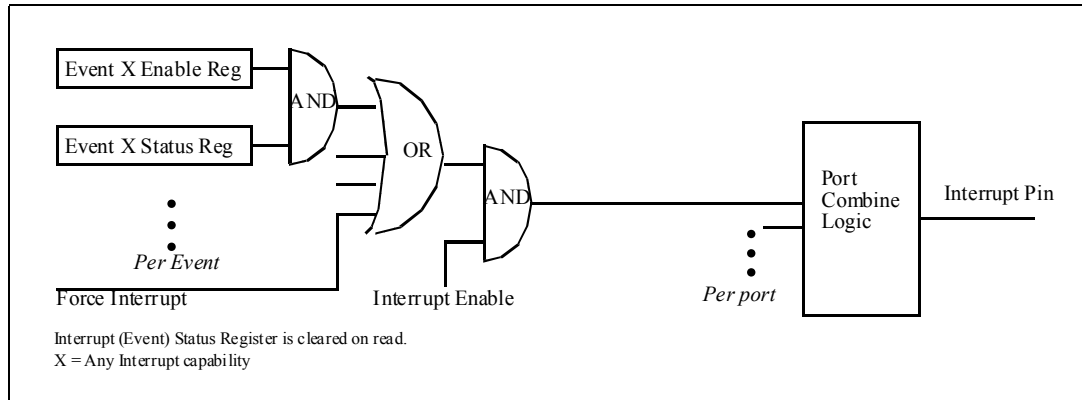 Event X Enable Reg
AND
Event X Status Reg
OR
Per Event
Force Interrupt
AND
Interrupt Enable
Port
Combine
Logic
Interrupt Pin
Per port
Interrupt (Event) Status Register is cleared on read.
X = Any Interrupt capability